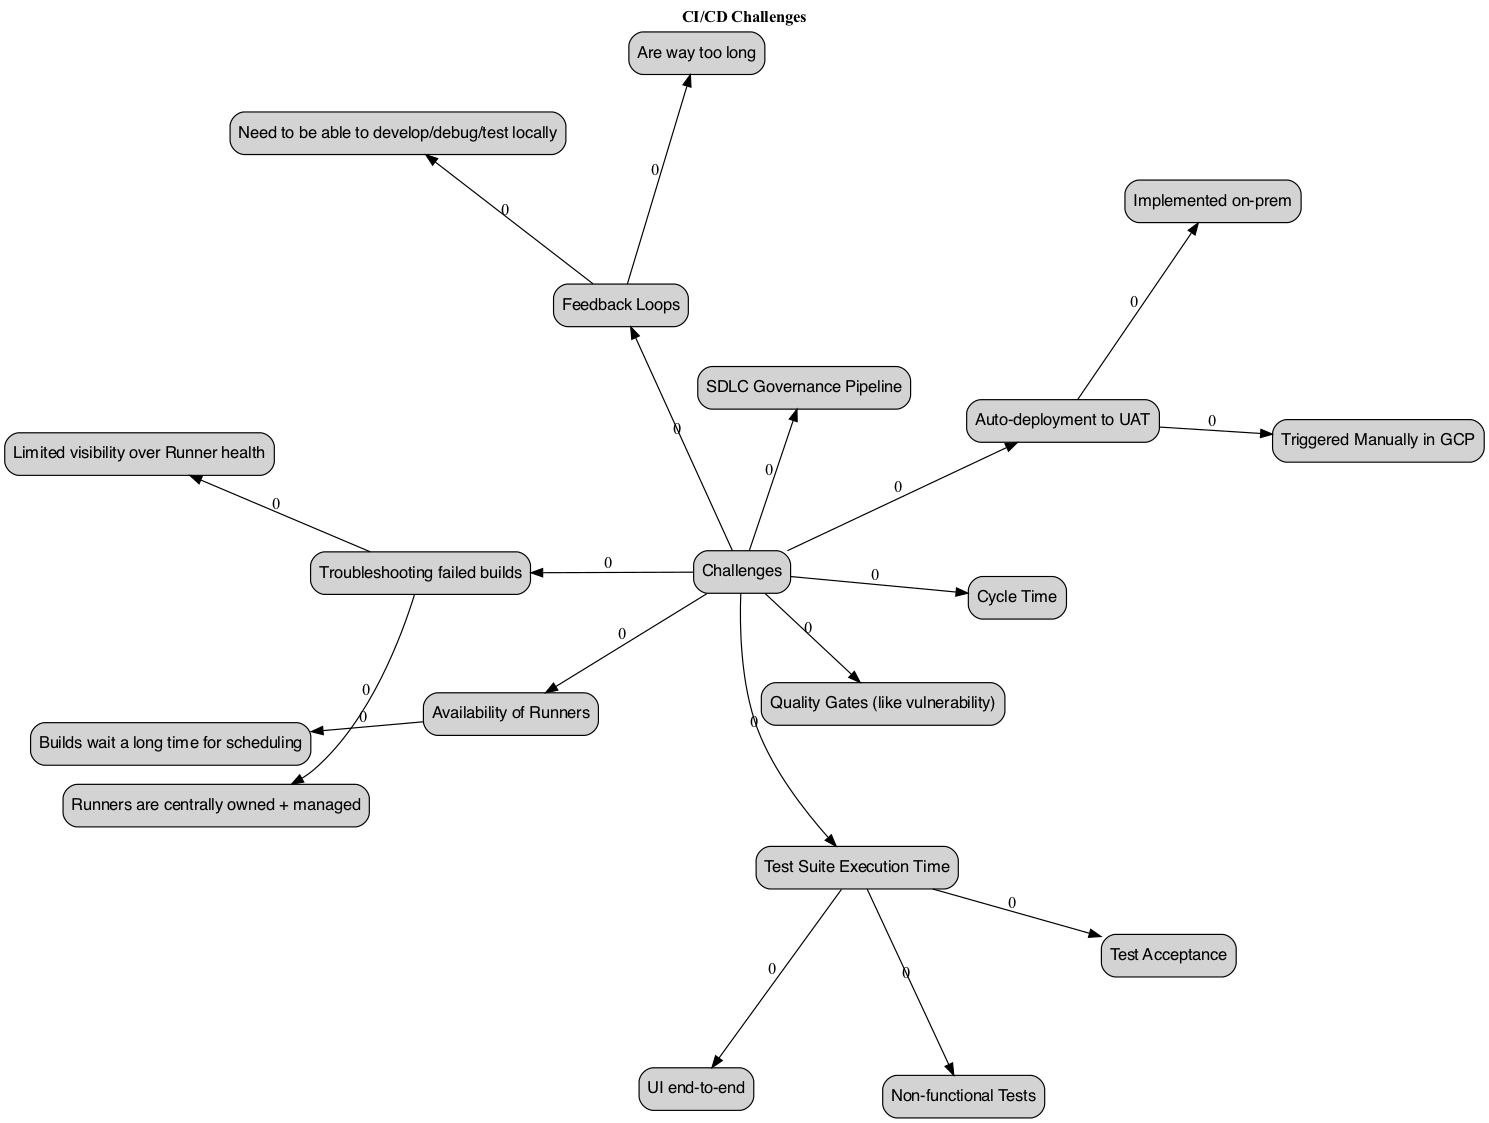 CI/CD Challenges
Are way too long
Need to be able to develop/debug/test locally
0
Implemented on-prem
0
0
Feedback Loops
SDLC Governance Pipeline
Auto-deployment to UAT
0
Triggered Manually in GCP
0
Limited visibility over Runner health
0
0
0
Troubleshooting failed builds
0
Challenges
0
Cycle Time
0
0
0
Availability of Runners
Quality Gates (like vulnerability)
0
0
Builds wait a long time for scheduling
Runners are centrally owned + managed
Test Suite Execution Time
0
Test Acceptance
0
0
UI end-to-end
Non-functional Tests